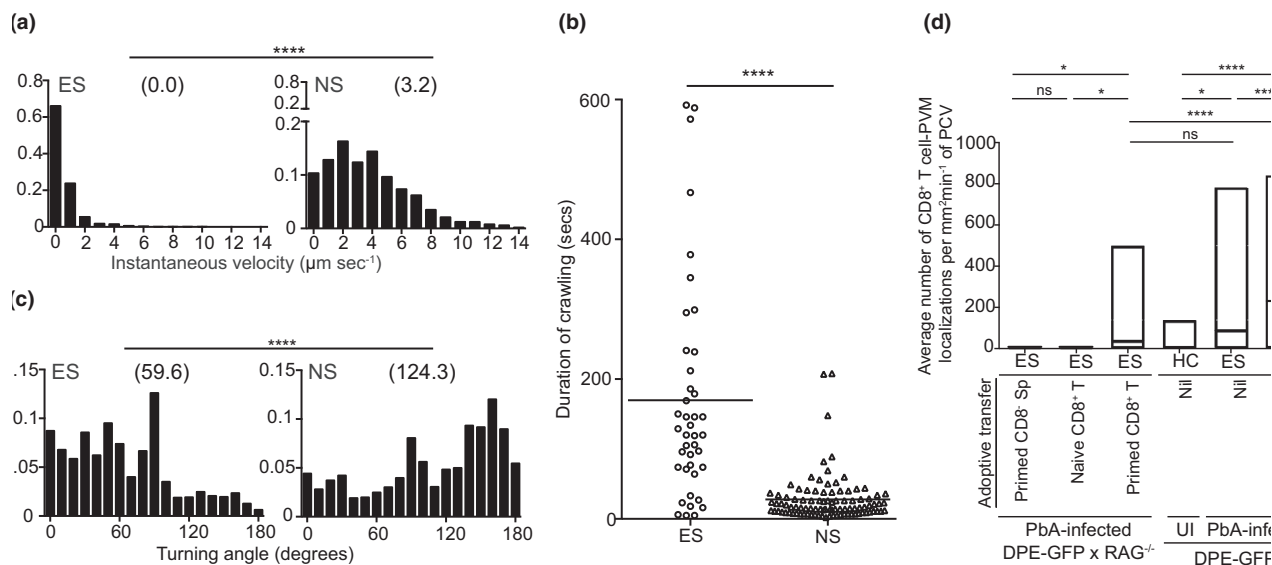 (a)
****
ES (0.0)
NS (3.2)
0.8
0.6
0.4
0.2
0
0.8
0.2
0.2
0.1
0
0 2 4 6 8 10 12 14
0 2 4 6 8 10 12 14
Instantaneous velocity (µm sec⁻¹)
(c)
****
ES (59.6)
NS (124.3)
.15
0.1
.05
0
0.15
0.1
0.05
0
0 60 120 180
0 60 120 180
Turning angle (degrees)
(b)
****
Duration of crawling (secs)
600
400
200
0
ES NS
(d)
* ****
ns * * ***
****
ns
Average number of CD8⁺ T cell-PVM
localizations per mm²min⁻¹ of PCV
1000
800
600
400
200
0
ES ES ES HC ES
Adoptive transfer
Primed CD8⁻ Sp
Naive CD8⁺ T
Primed CD8⁺ T
Nil
Nil
PbA-infected
DPE-GFP x RAG⁻/⁻
UI PbA-infe
DPE-GFP